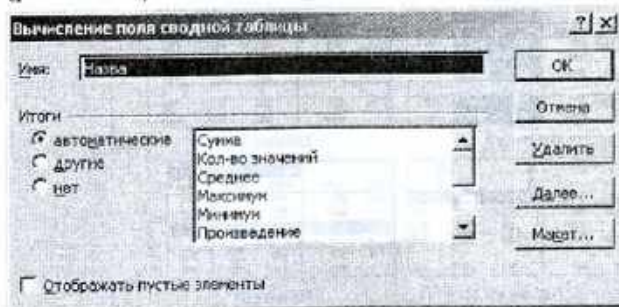 Вычисление поля сводной таблицы
Имя: Назва
OK
Итоги
Отмена
автоматические
другие
нет
Сумма
Кол-во значений
Среднее
Максимум
Минимум
Произведение
Удалить
Далее...
Макет...
Отображать пустые элементы